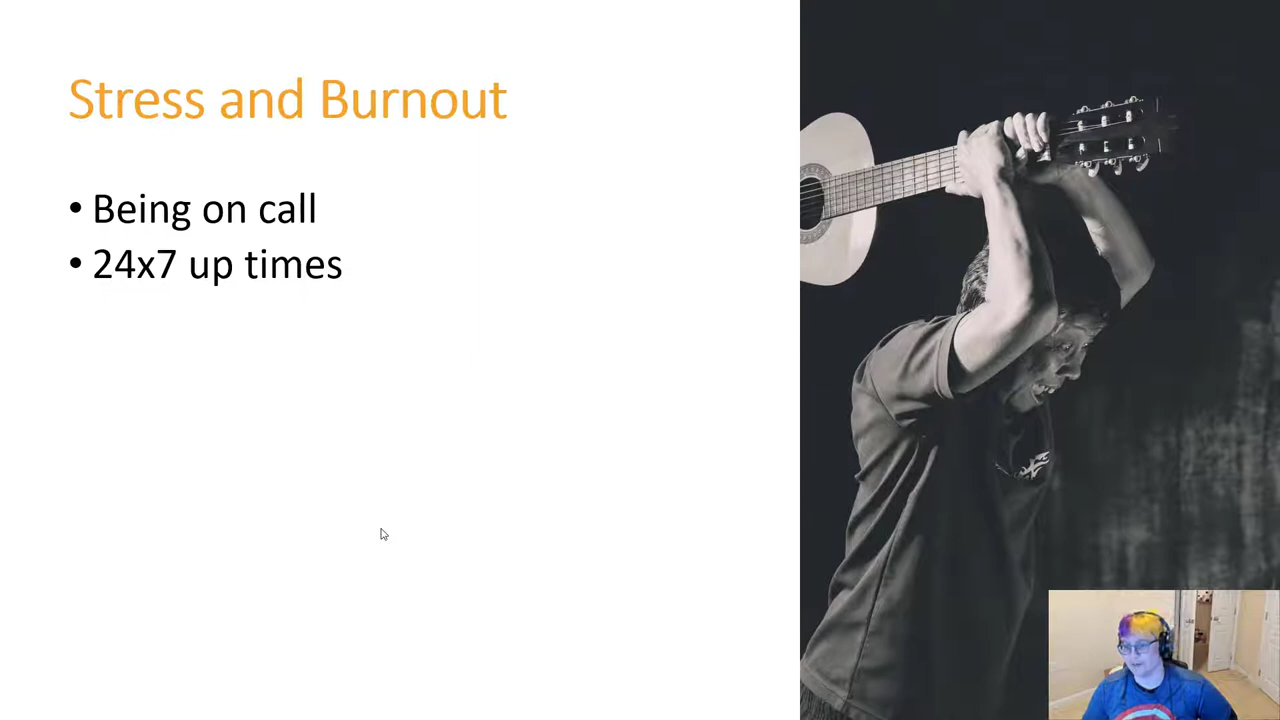 Stress and Burnout
• Being on call
• 24x7 up times